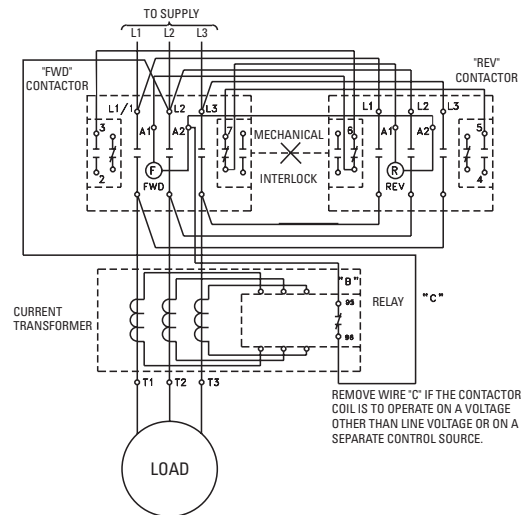 TO SUPPLY
L1 L2 L3
"FWD"
CONTACTOR
"REV"
CONTACTOR
L1/1 L2 L3
L1 L2 L3
3 A1 A2 7
MECHANICAL
6 A1 A2 5
2
F
FWD
INTERLOCK
R
REV
4
"B"
RELAY
"C"
CURRENT
TRANSFORMER
95
96
T1 T2 T3
REMOVE WIRE "C" IF THE CONTACTOR
COIL IS TO OPERATE ON A VOLTAGE
OTHER THAN LINE VOLTAGE OR ON A
SEPARATE CONTROL SOURCE.
LOAD